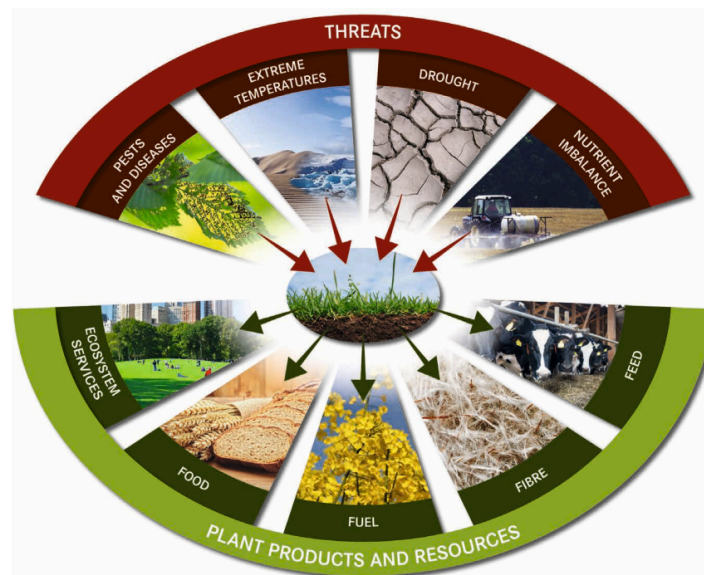 THREATS
PESTS
AND DISEASES
EXTREME
TEMPERATURES
DROUGHT
NUTRIENT
IMBALANCE
ECOSYSTEM
SERVICES
FOOD
FUEL
FIBRE
FEED
PLANT PRODUCTS AND RESOURCES